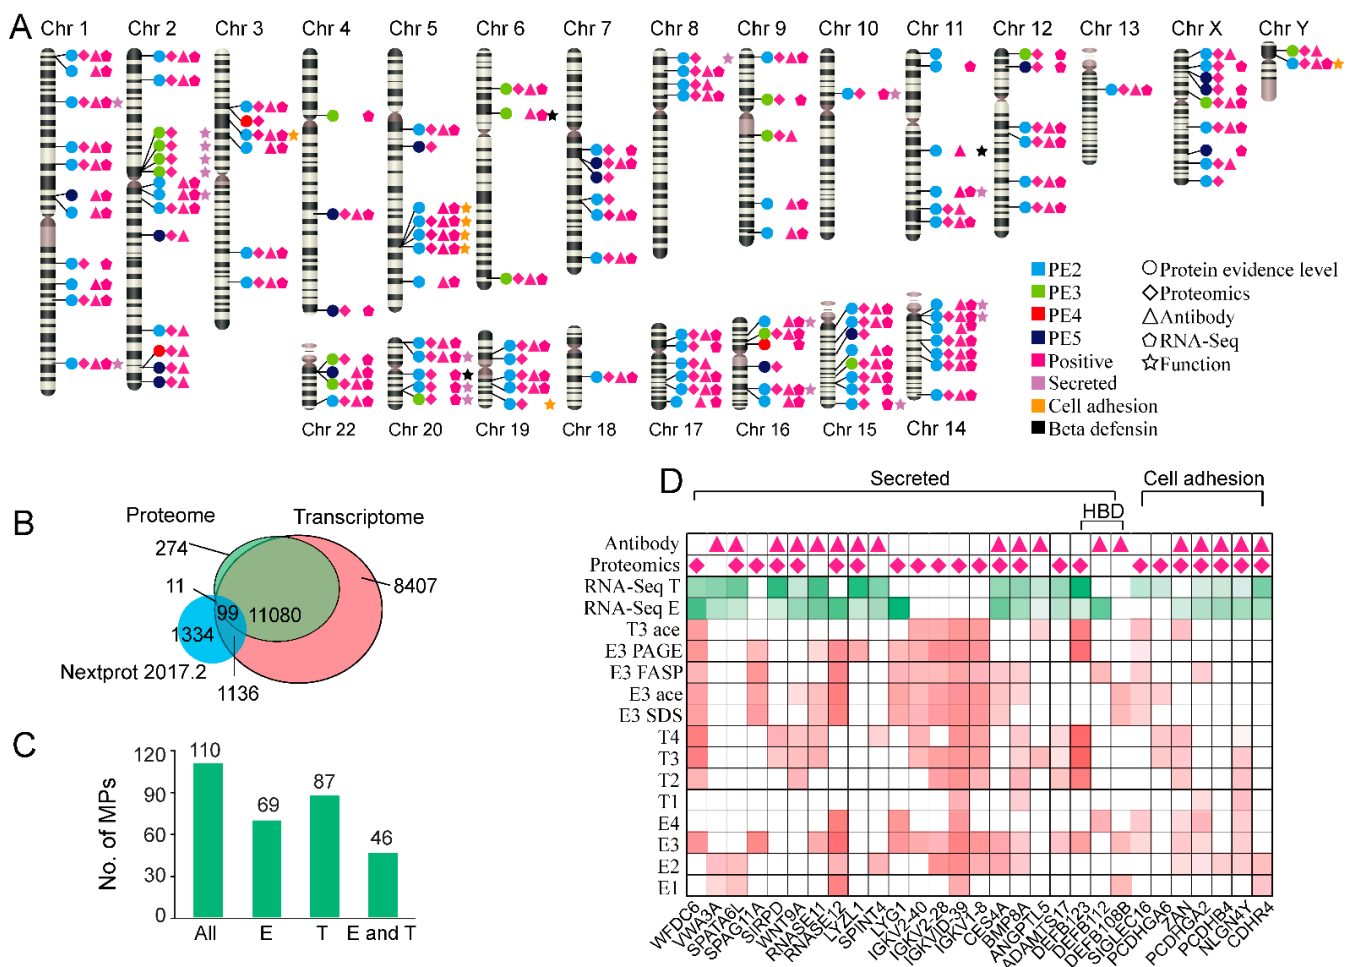 A
Chr 1 Chr 2 Chr 3 Chr 4 Chr 5 Chr 6 Chr 7 Chr 8 Chr 9 Chr 10 Chr 11 Chr 12 Chr 13 Chr X Chr Y
PE2
PE3
PE4
PE5
Positive
Secreted
Cell adhesion
Beta defensin
Protein evidence level
Proteomics
Antibody
RNA-Seq
Function
Chr 22 Chr 20 Chr 19 Chr 18 Chr 17 Chr 16 Chr 15 Chr 14
B
Proteome
Transcriptome
274
8407
11
99
11080
1334
Nextprot 2017.2
1136
C
No. of MPs
120
90
60
30
0
110
69
87
46
All E T E and T
D
Secreted
Cell adhesion
HBD
Antibody
Proteomics
RNA-Seq T
RNA-Seq E
T3 ace
E3 PAGE
E3 FASP
E3 ace
E3 SDS
T4
T3
T2
T1
E4
E3
E2
E1
WFDC6
VWA3A
SPATA6L
SPAG11A
SIRPD
WNT9A
RNASE11
RNASE12
LYZL1
SPINT4
LYG1
IGKV2-40
IGKV2-28
IGKVID-39
IGKV1-8
CES4A
BMP8A
ANGPTL5
ADAMTS17
DEFB123
DEFB112
DEFB108B
SIGLEC16
PCDHGA6
ZAN
PCDHGA2
PCDHB4
NLGN4Y
CDHR4